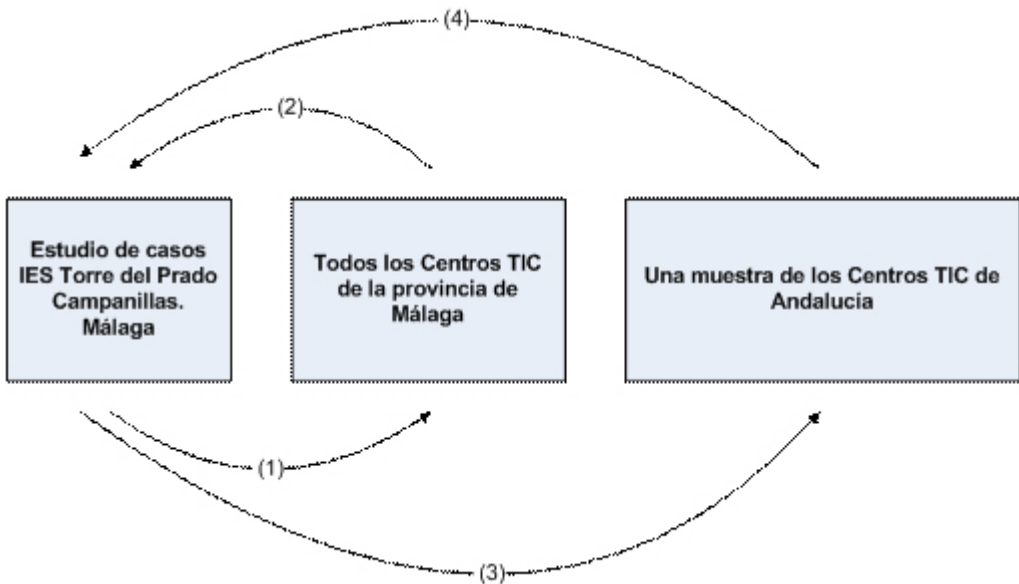 (4)
(2)
Estudio de casos
IES Torre del Prado
Campanillas.
Málaga
Todos los Centros TIC
de la provincia de
Málaga
Una muestra de los Centros TIC de
Andalucía
(1)
(3)